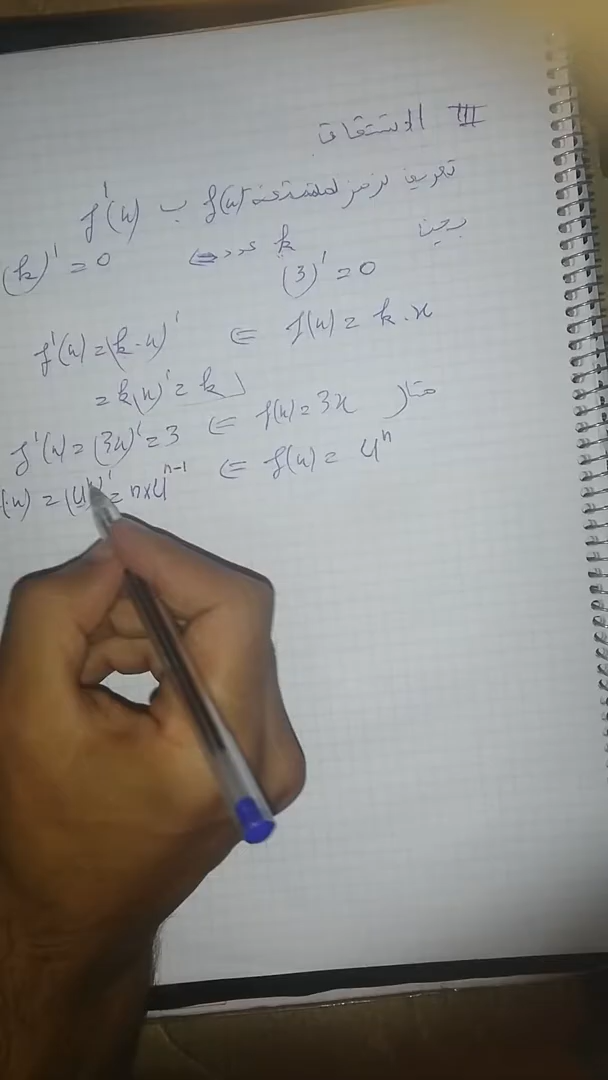 III الاشتقاق
تعريف نرمز لمشتقة f(x) ب f'(x)
بحيث
k عدد ⇐ (k)' = 0
(3)' = 0
f(x) = k.x ⇐ f'(x) = (k.x)'
= k(x)' = k
مثال f(x) = 3x ⇐ f'(x) = (3x)' = 3
f(x) = U^n ⇐ (x) = (U^n)' = n×U^{n-1}